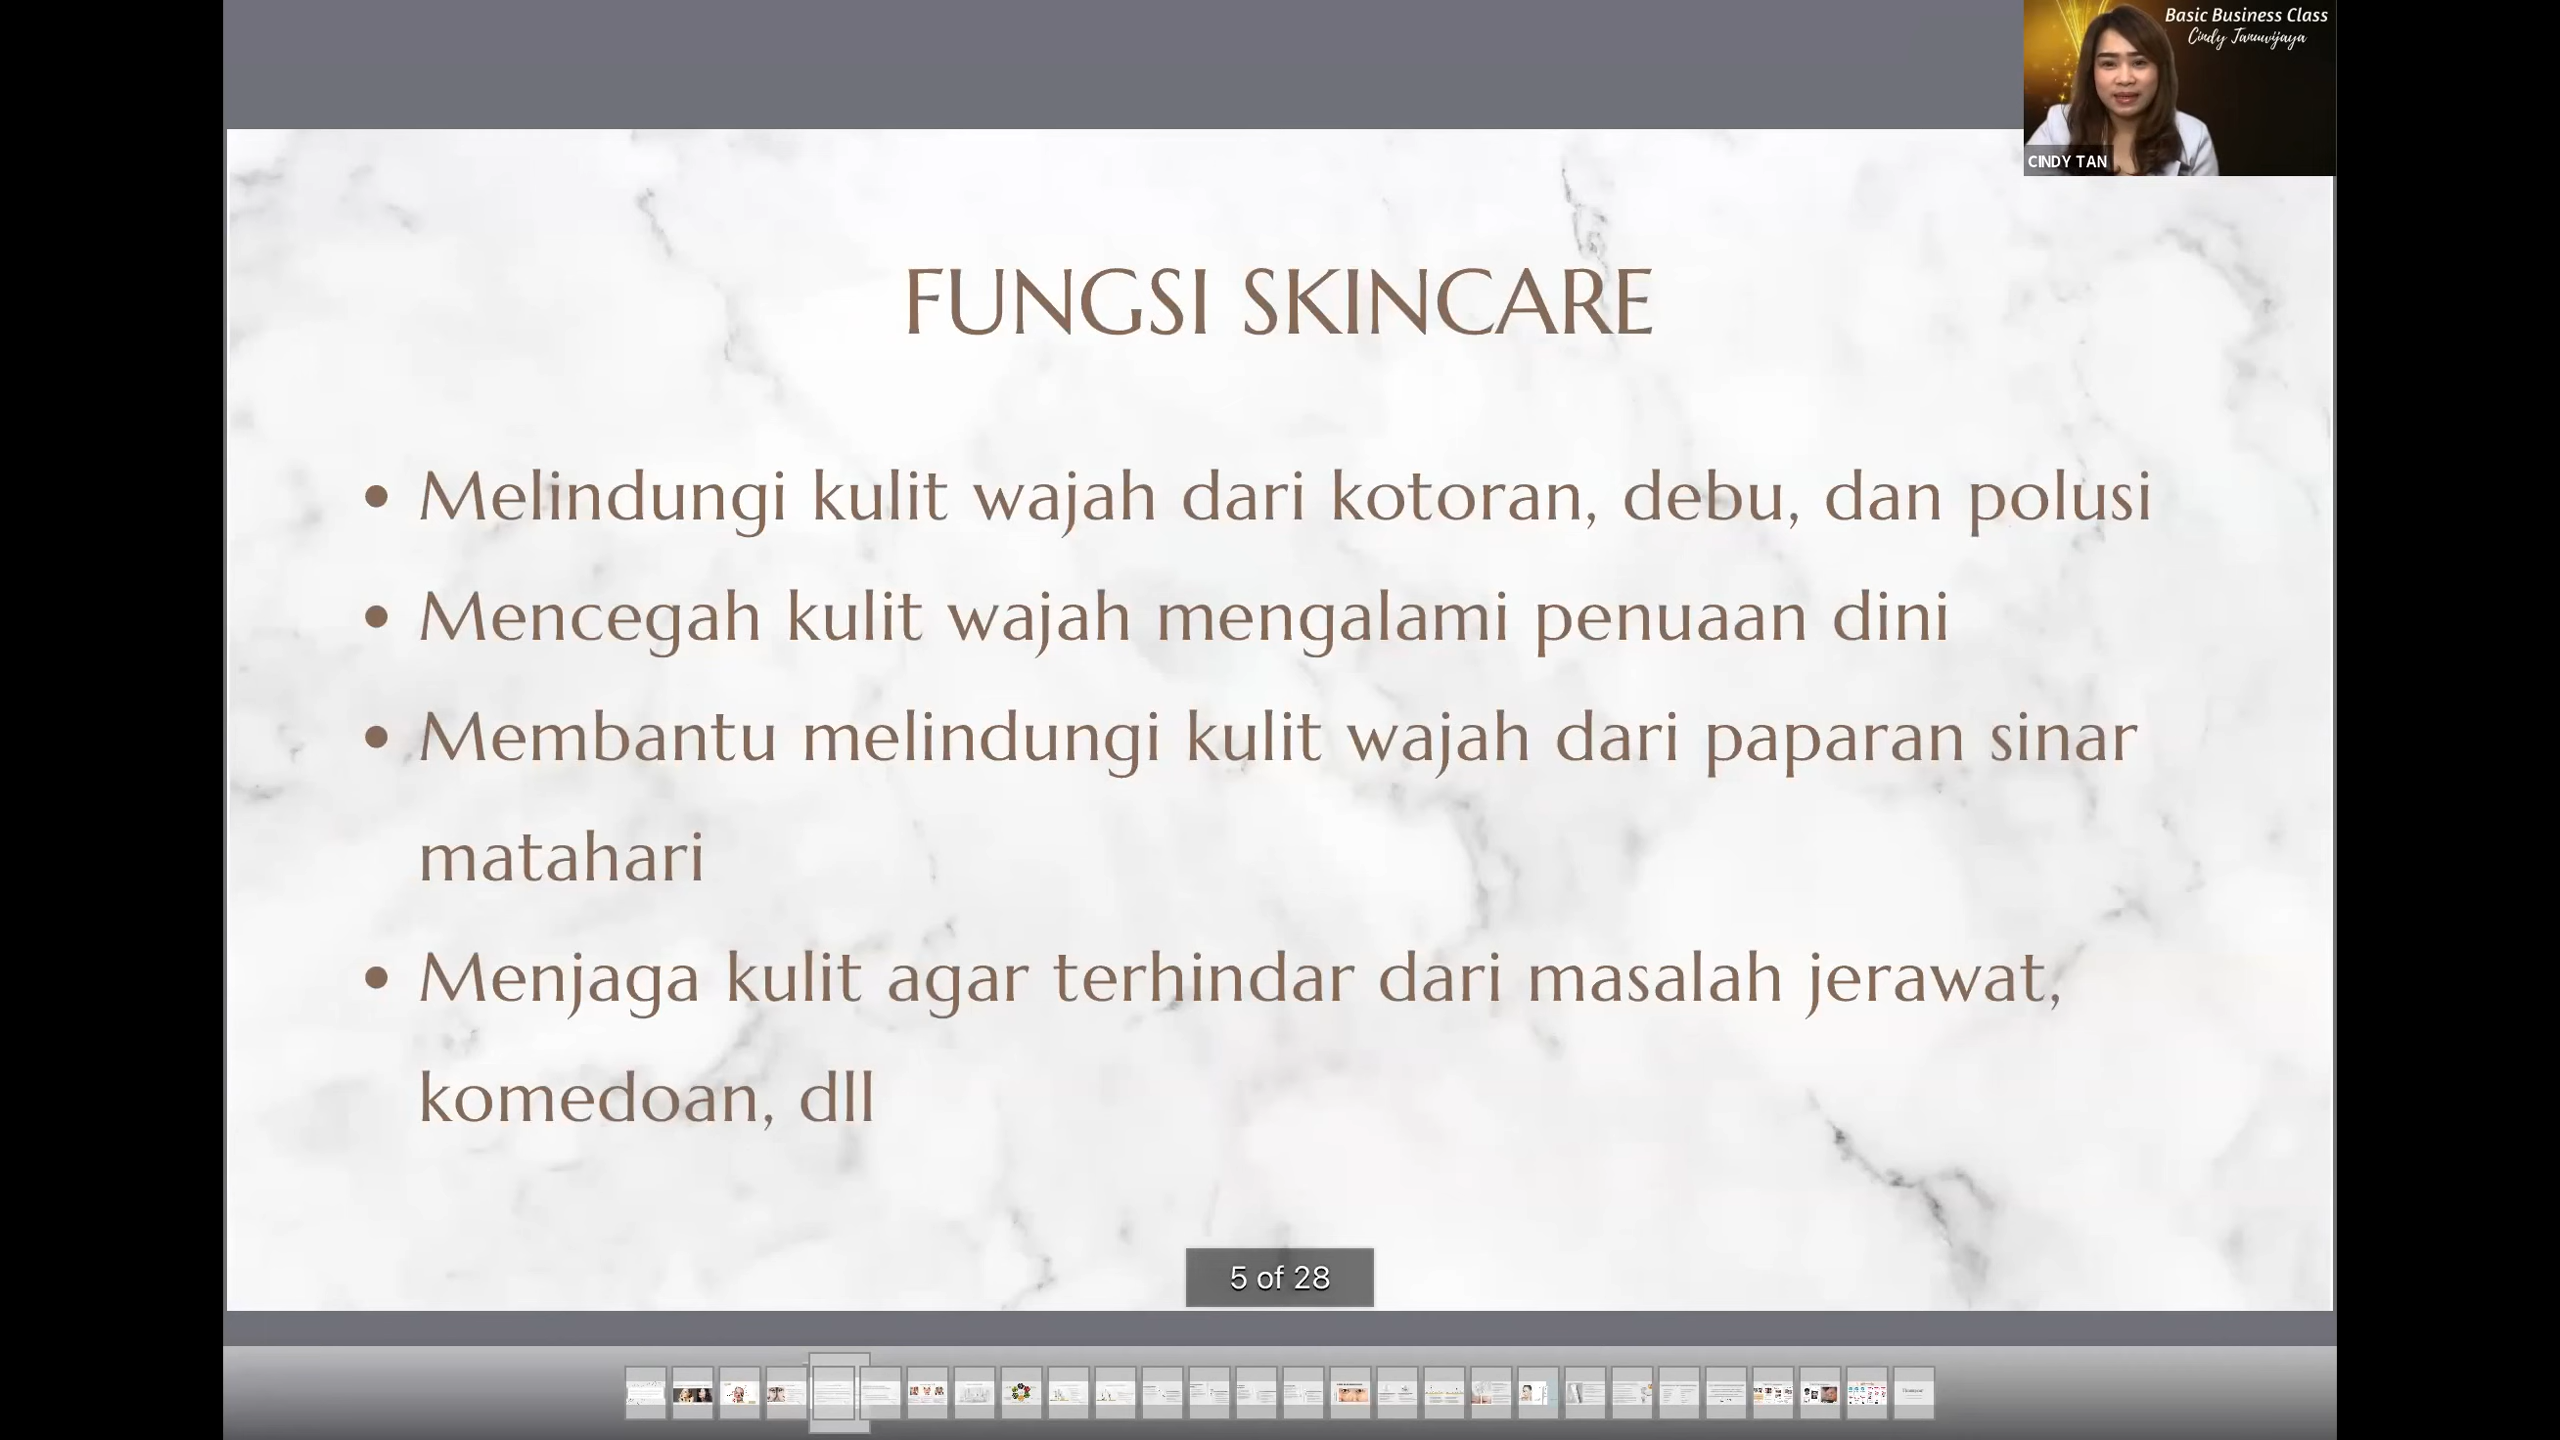 Basic Business Class
Cindy Tanuwijaya
CINDY TAN
FUNGSI SKINCARE
• Melindungi kulit wajah dari kotoran, debu, dan polusi
• Mencegah kulit wajah mengalami penuaan dini
• Membantu melindungi kulit wajah dari paparan sinar
matahari
• Menjaga kulit agar terhindar dari masalah jerawat,
komedoan, dll
5 of 28